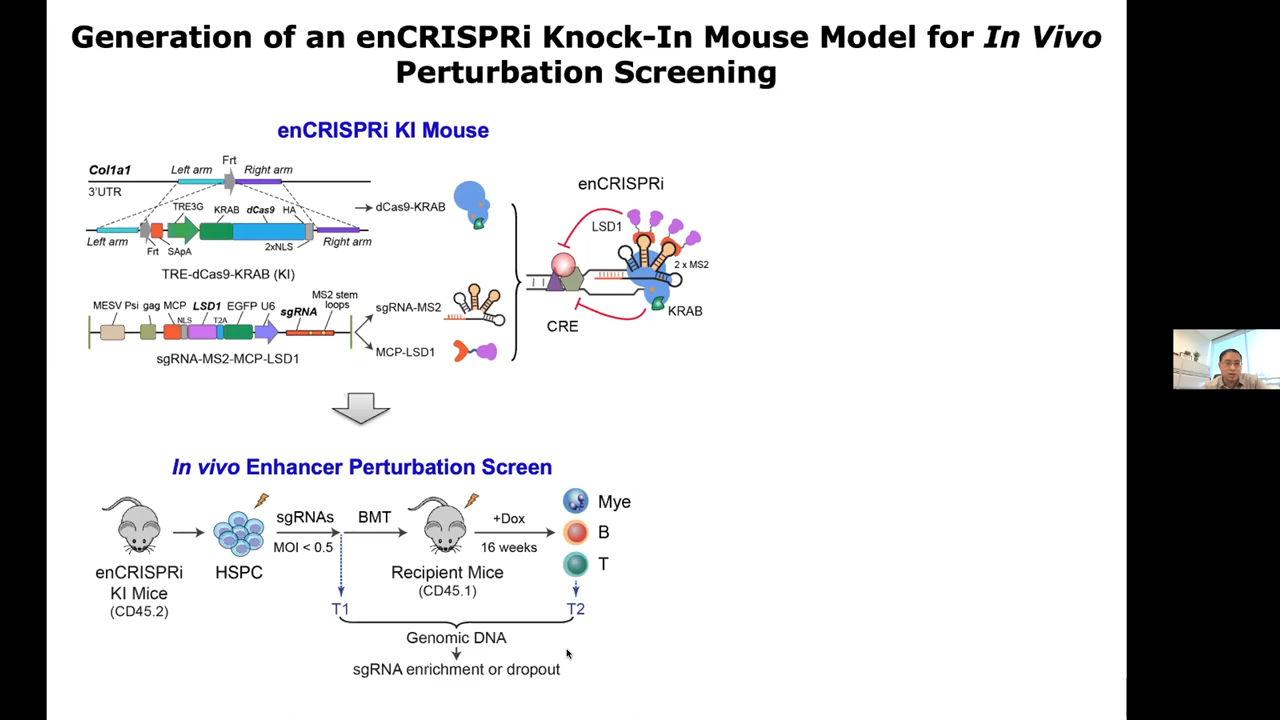 Generation of an enCRISPRi Knock-In Mouse Model for In Vivo
Perturbation Screening
enCRISPRi KI Mouse
Col1a1
3'UTR
Left arm
Frt
Right arm
TRE3G
KRAB
dCas9
HA
Left arm
Frt
SApA
2xNLS
Right arm
TRE-dCas9-KRAB (KI)
dCas9-KRAB
MESV
Psi
gag
MCP
NLS
LSD1
T2A
EGFP
U6
sgRNA
MS2 stem
loops
sgRNA-MS2-MCP-LSD1
sgRNA-MS2
MCP-LSD1
enCRISPRi
LSD1
2 x MS2
KRAB
CRE
In vivo Enhancer Perturbation Screen
enCRISPRi
KI Mice
(CD45.2)
HSPC
sgRNAs
MOI < 0.5
BMT
Recipient Mice
(CD45.1)
+Dox
16 weeks
Mye
B
T
T1
T2
Genomic DNA
sgRNA enrichment or dropout